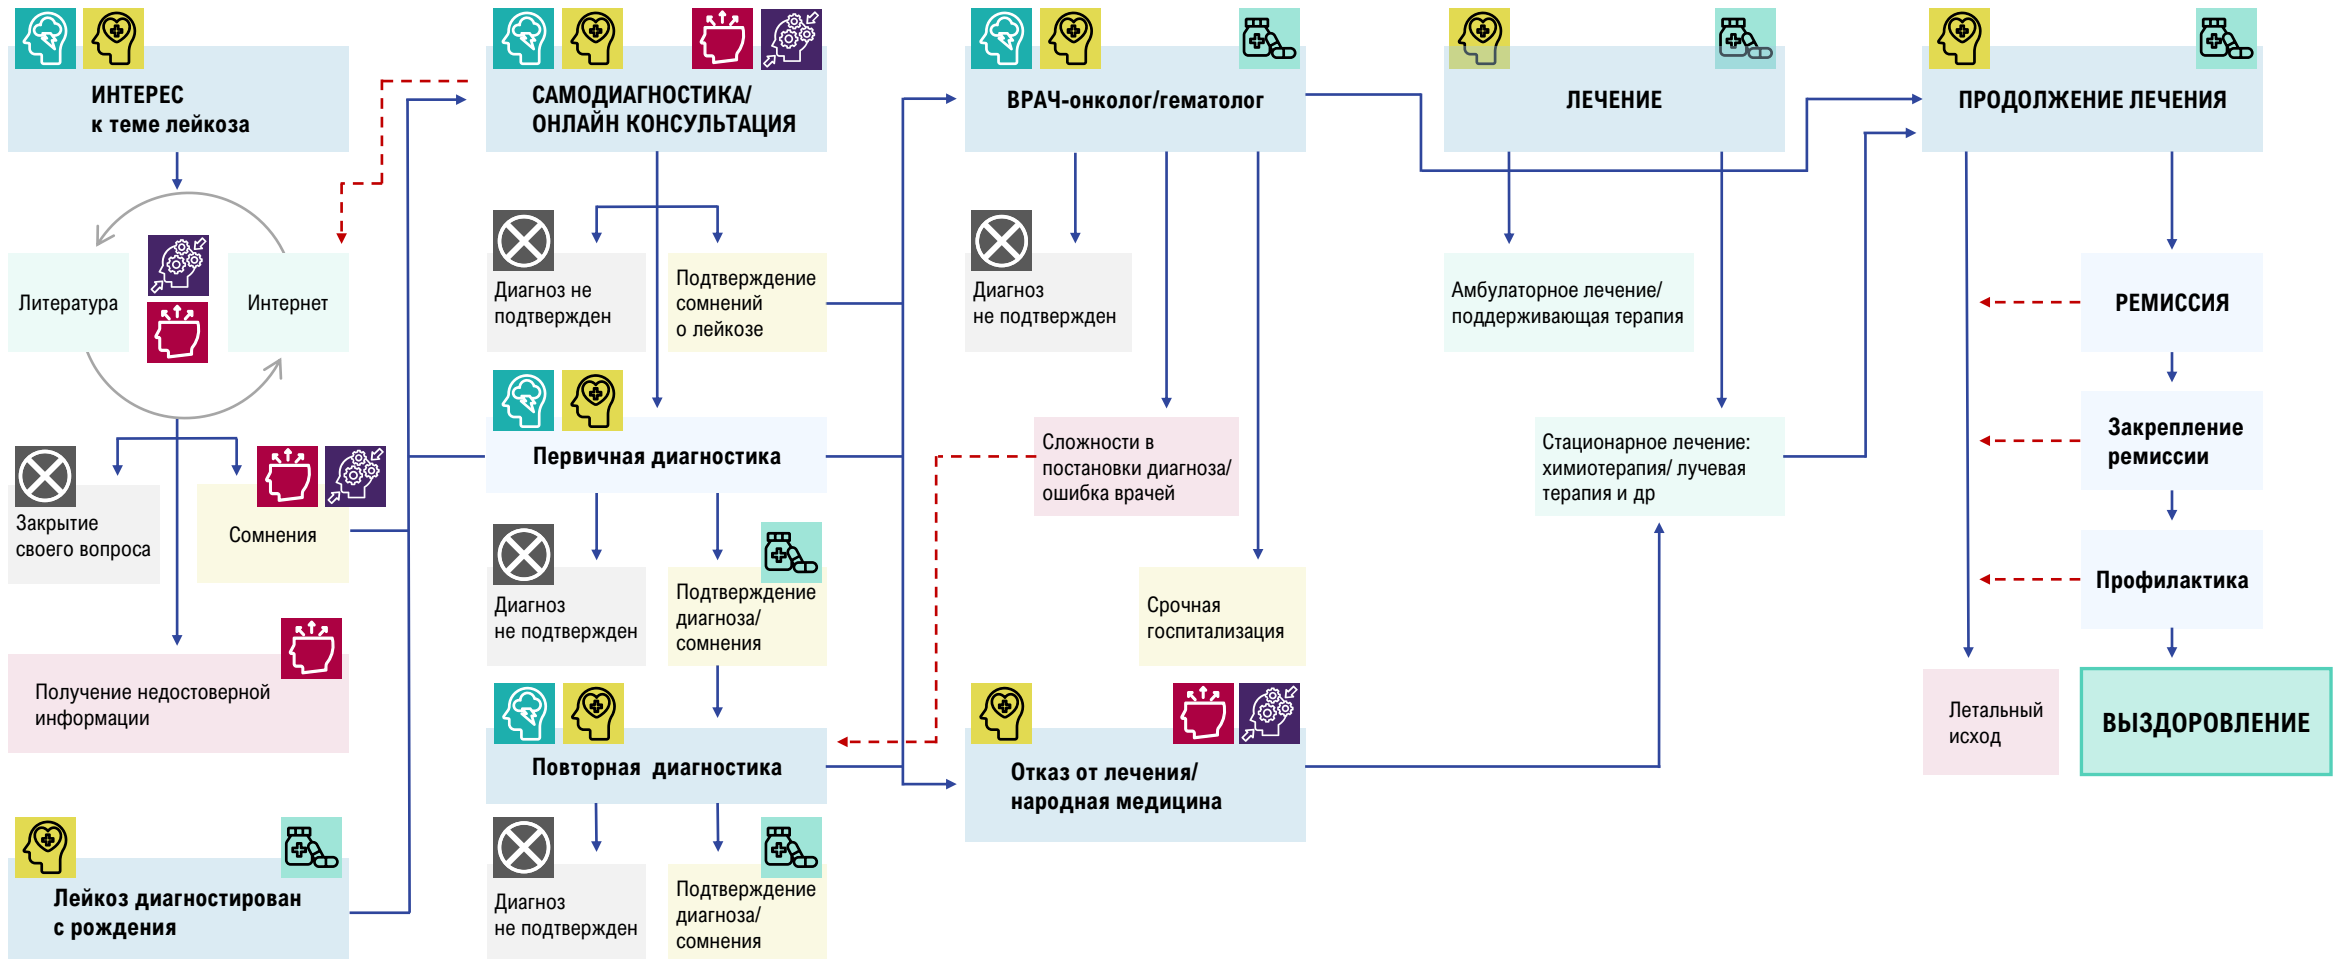 ИНТЕРЕС
к теме лейкоза
Литература
Интернет
Закрытие
своего вопроса
Сомнения
Получение недостоверной
информации
Лейкоз диагностирован
с рождения
САМОДИАГНОСТИКА/
ОНЛАЙН КОНСУЛЬТАЦИЯ
Диагноз не
подтвержден
Подтверждение
сомнений
о лейкозе
Первичная диагностика
Диагноз
не подтвержден
Подтверждение
диагноза/
сомнения
Повторная диагностика
Диагноз
не подтвержден
Подтверждение
диагноза/
сомнения
ВРАЧ-онколог/гематолог
Диагноз
не подтвержден
Сложности в
постановки диагноза/
ошибка врачей
Срочная
госпитализация
Отказ от лечения/
народная медицина
ЛЕЧЕНИЕ
Амбулаторное лечение/
поддерживающая терапия
Стационарное лечение:
химиотерапия/ лучевая
терапия и др
ПРОДОЛЖЕНИЕ ЛЕЧЕНИЯ
РЕМИССИЯ
Закрепление
ремиссии
Профилактика
Летальный
исход
ВЫЗДОРОВЛЕНИЕ